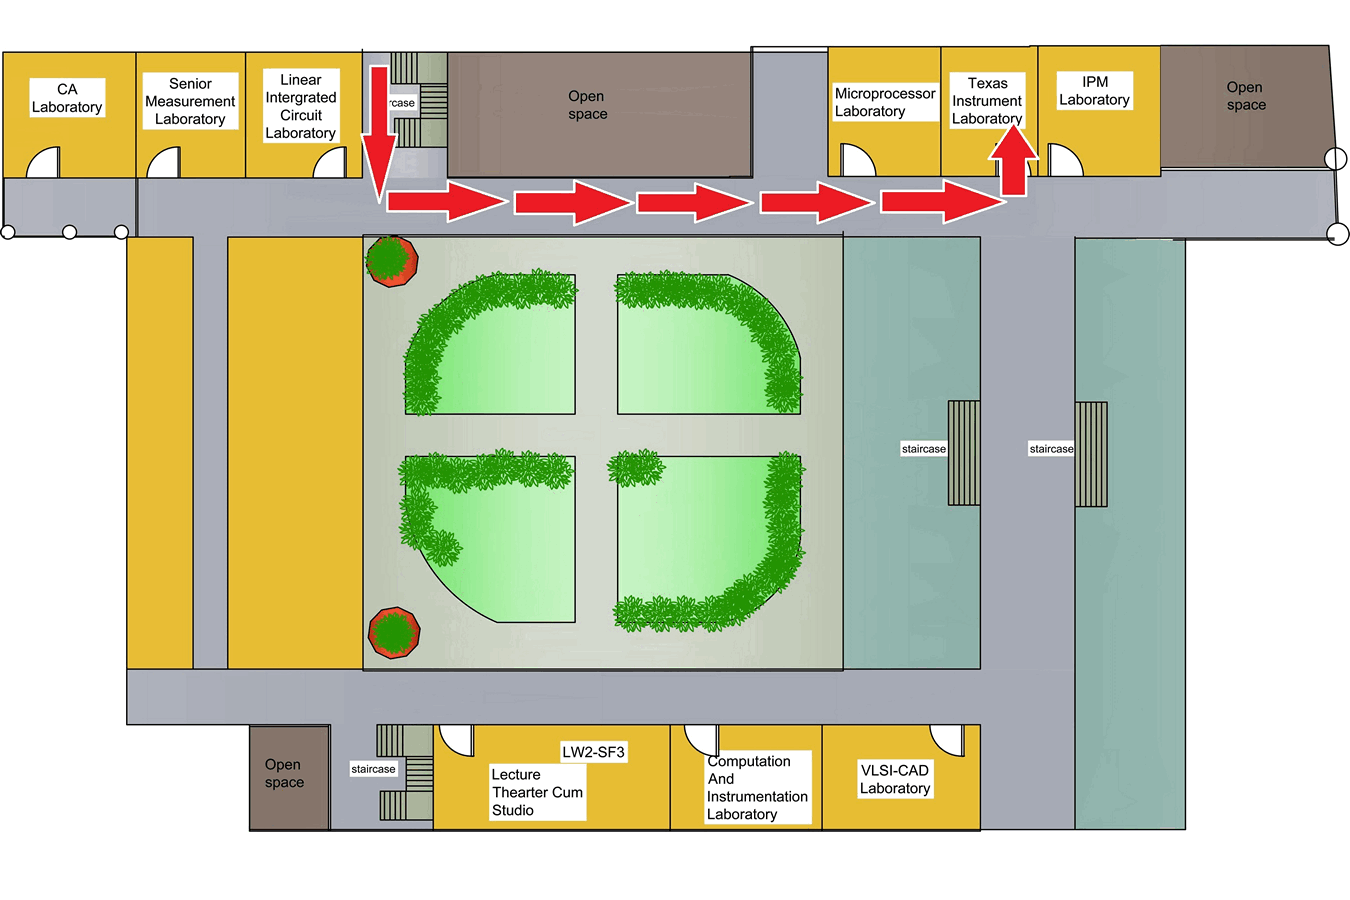 CA
Laboratory
Senior
Measurement
Laboratory
Linear
Intergrated
Circuit
Laboratory
rcase
Open
space
Microprocessor
Laboratory
Texas
Instrument
Laboratory
IPM
Laboratory
Open
space
staircase
staircase
Open
space
staircase
LW2-SF3
Lecture
Thearter Cum
Studio
Computation
And
Instrumentation
Laboratory
VLSI-CAD
Laboratory